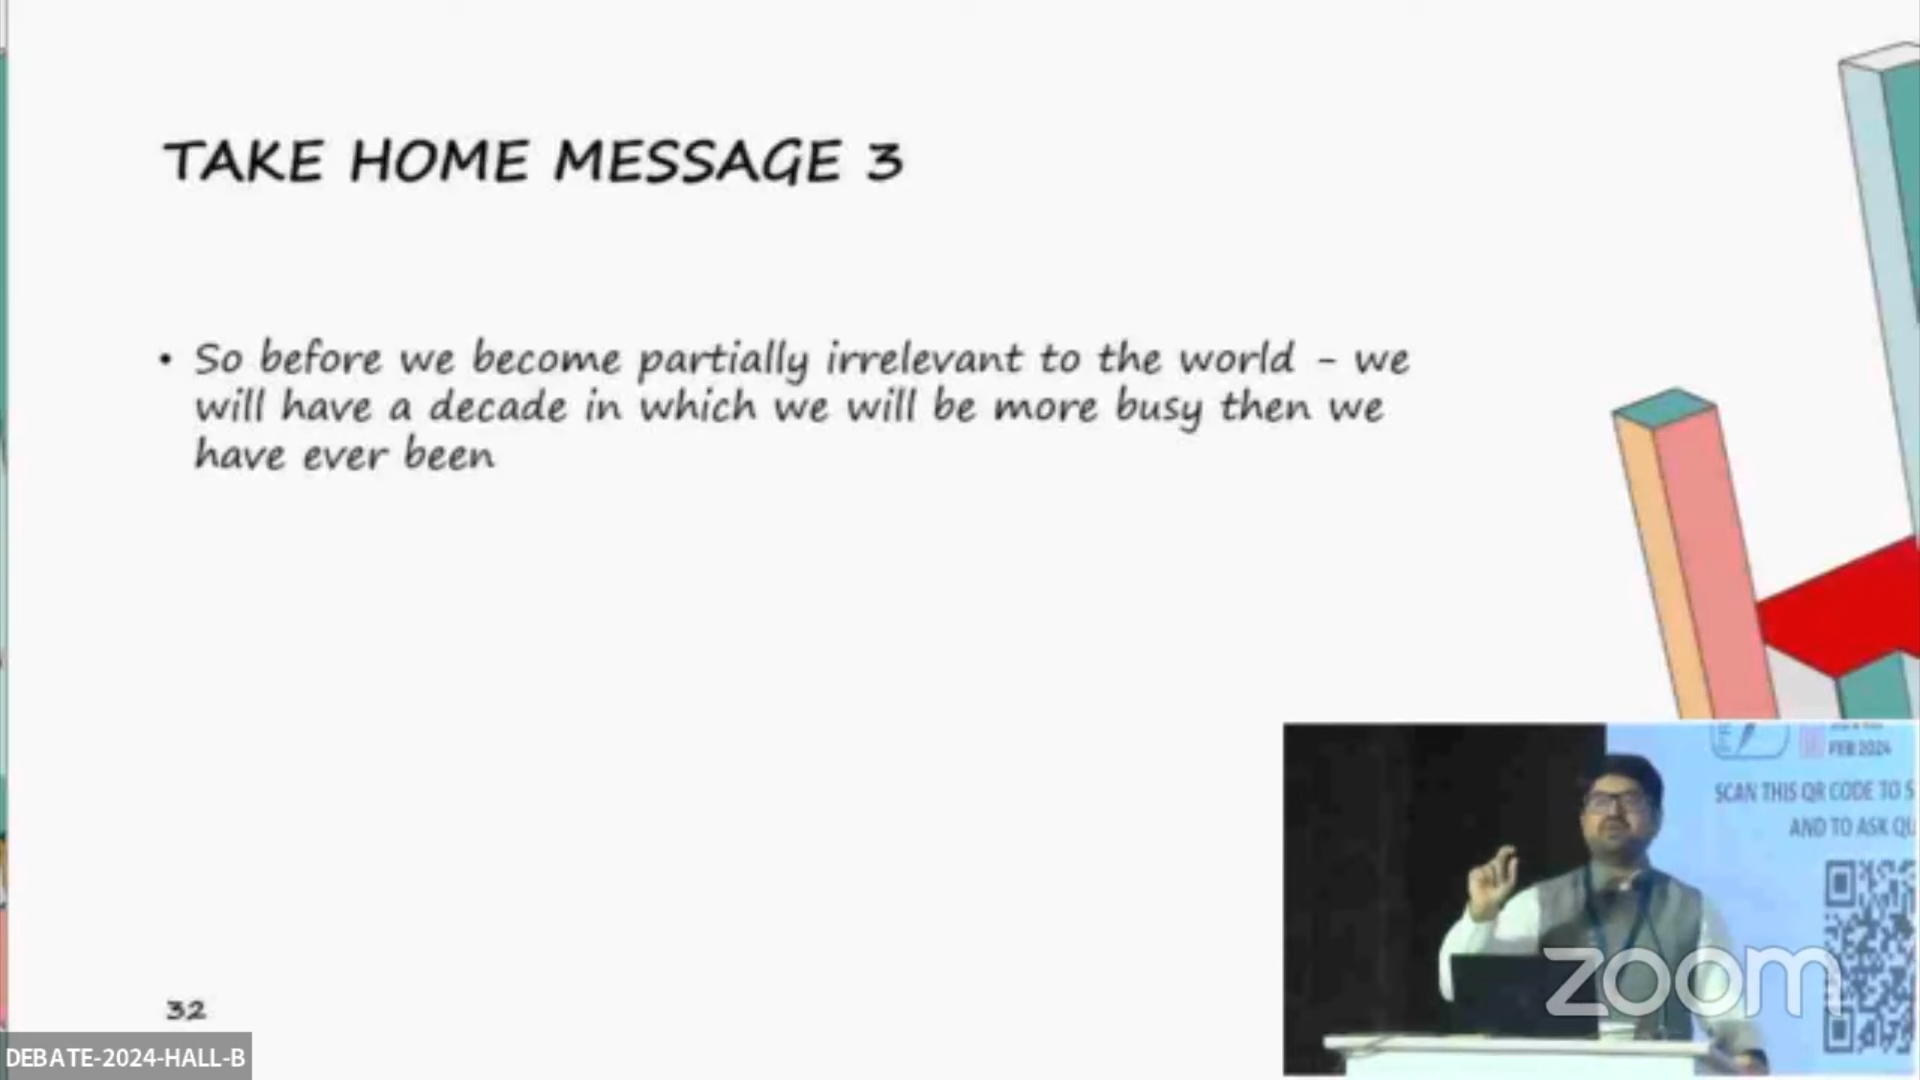 TAKE HOME MESSAGE 3
• So before we become partially irrelevant to the world - we
will have a decade in which we will be more busy then we
have ever been
32
DEBATE-2024-HALL-B
FEB 2024
SCAN THIS QR CODE TO S
AND TO ASK QU
zoom